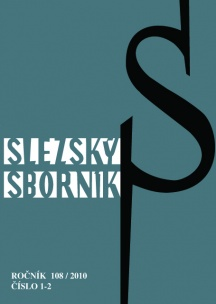 SLEZSKÝ
SBORNÍK
ROČNÍK 108 / 2010
ČÍSLO 1-2